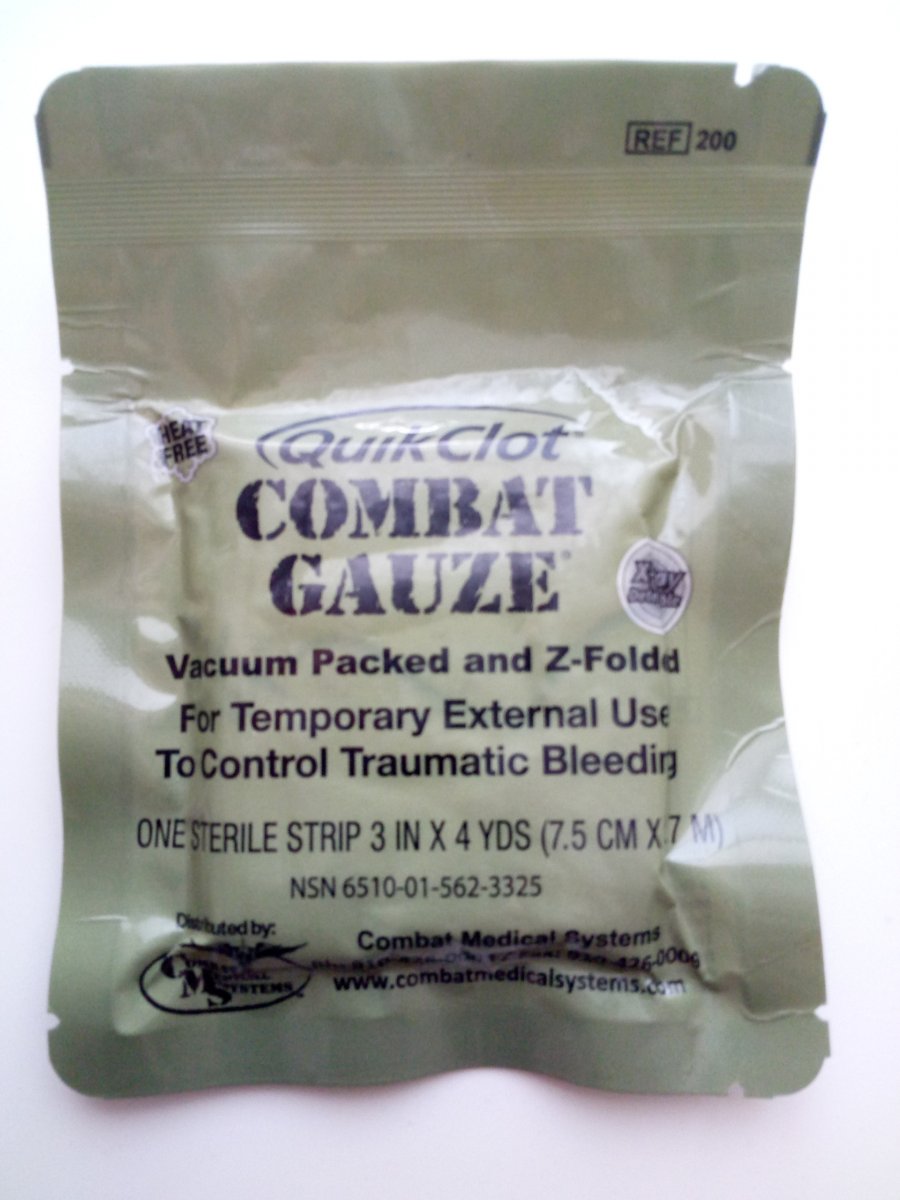 REF 200
HEAT
FREE
QuikClot
COMBAT
GAUZE
X-ray
Vacuum Packed and Z-Folded
For Temporary External Use
To Control Traumatic Bleeding
ONE STERILE STRIP 3 IN X 4 YDS (7.5 CM X 7 M)
NSN 6510-01-562-3325
Distributed by:
Combat Medical Systems
www.combatmedicalsystems.com